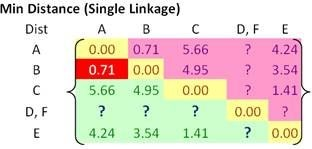 Min Distance (Single Linkage)
Dist A B C D, F E
A 0.00 0.71 5.66 ? 4.24
B 0.71 0.00 4.95 ? 3.54
C 5.66 4.95 0.00 ? 1.41
D, F ? ? ? 0.00 ?
E 4.24 3.54 1.41 ? 0.00